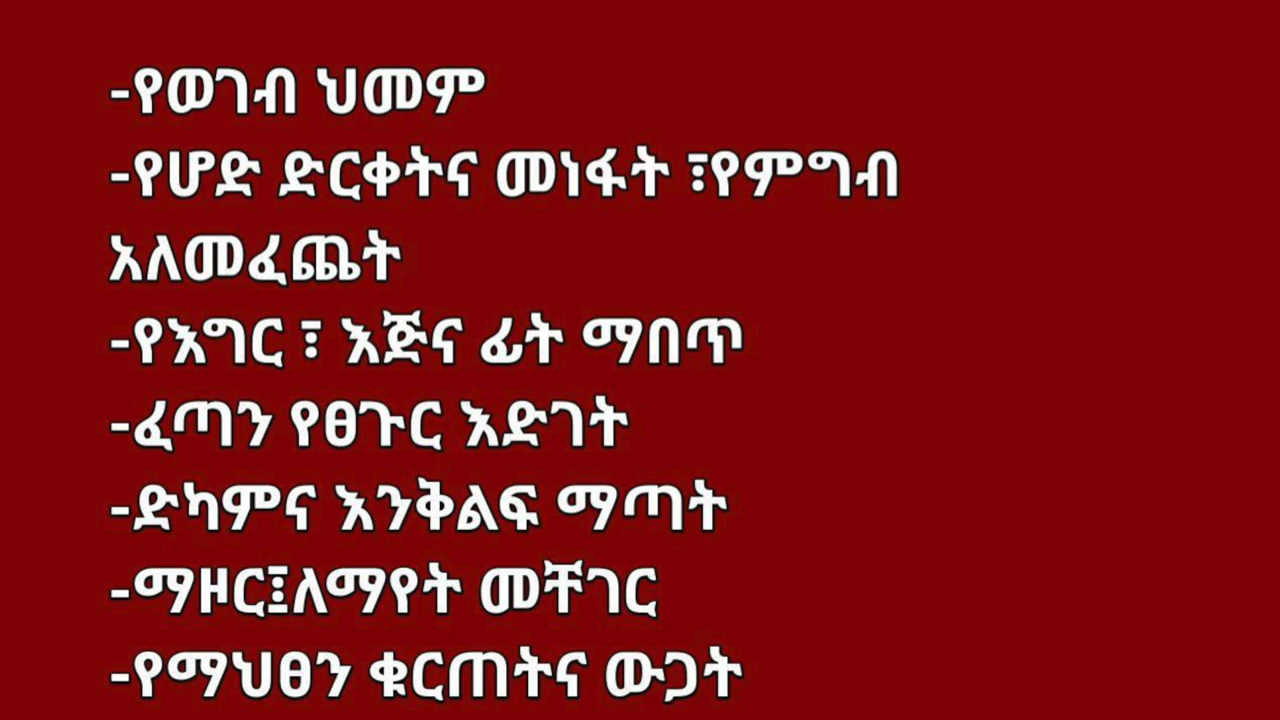 -የወገብ ህመም
-የሆድ ድርቀትና መነፋት ፣የምግብ
አለመፈጨት
-የእግር ፣ እጅና ፊት ማበጥ
-ፈጣን የፀጉር እድገት
-ድካምና እንቅልፍ ማጣት
-ማዞር፤ለማየት መቸገር
-የማህፀን ቁርጠትና ውጋት